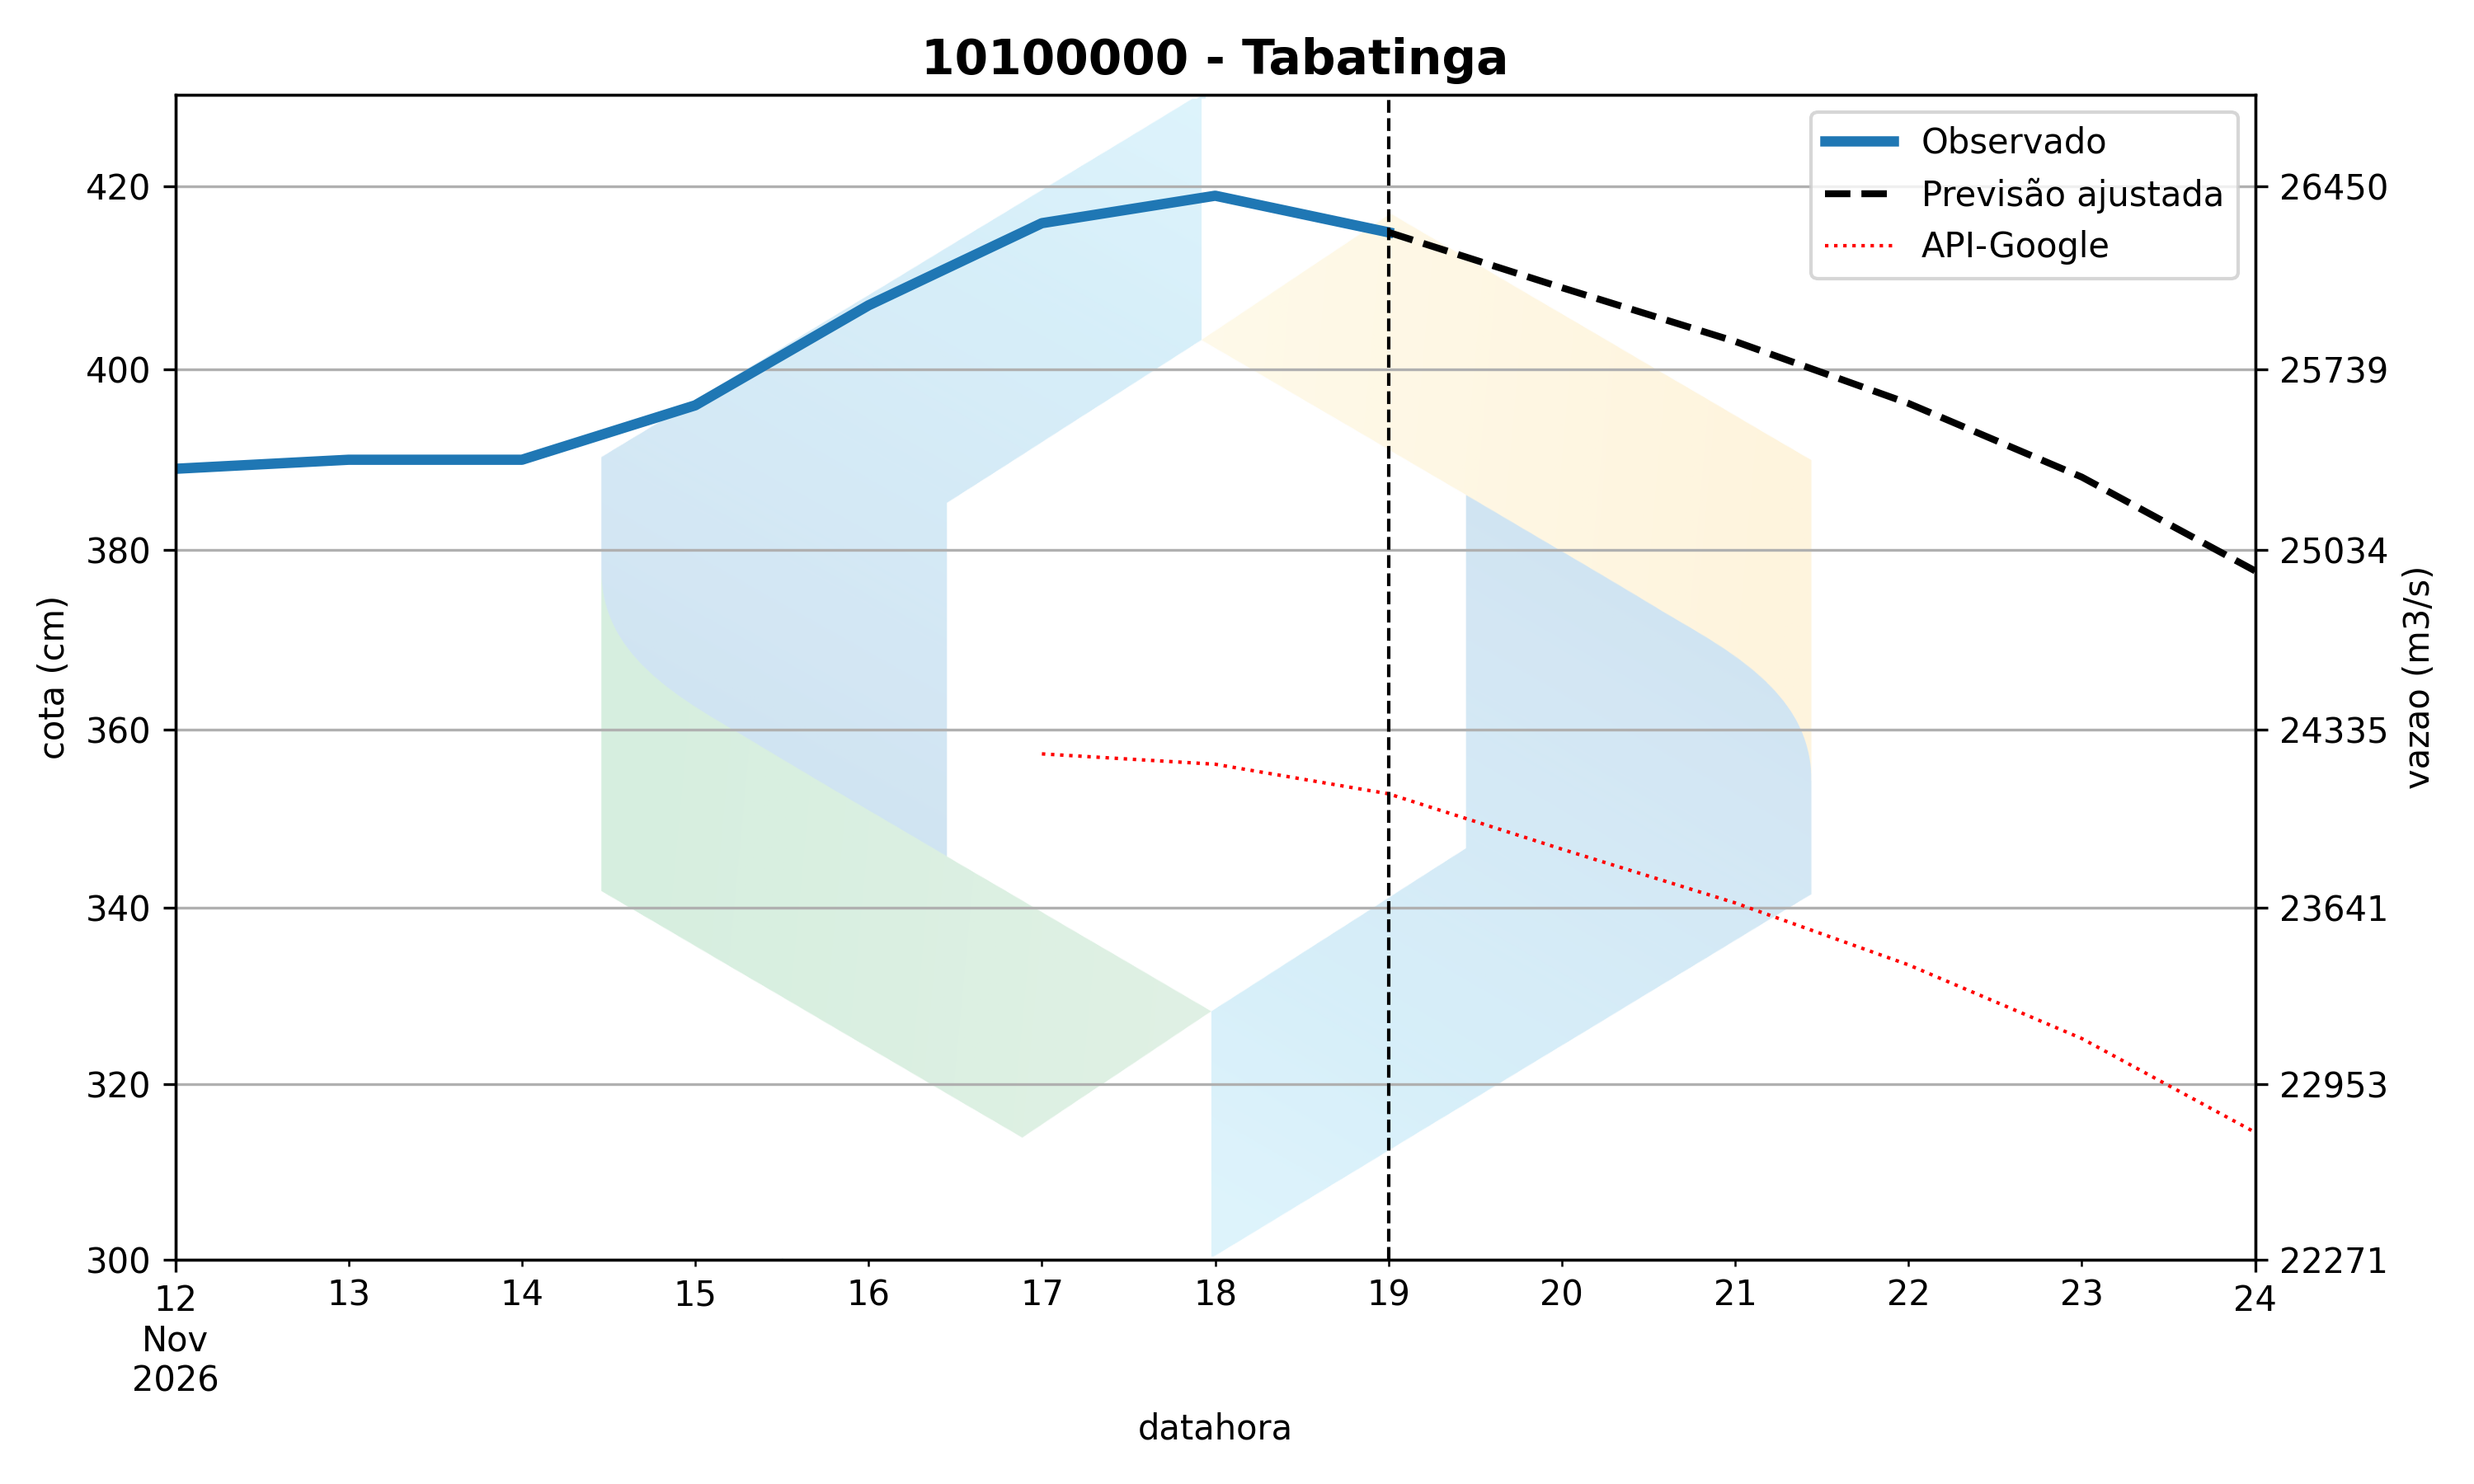 10100000 - Tabatinga
Observado
Previsão ajustada
API-Google
420
400
380
360
340
320
300
cota (cm)
26450
25739
25034
24335
23641
22953
22271
vazao (m3/s)
12 13 14 15 16 17 18 19 20 21 22 23 24
Nov
2026
datahora